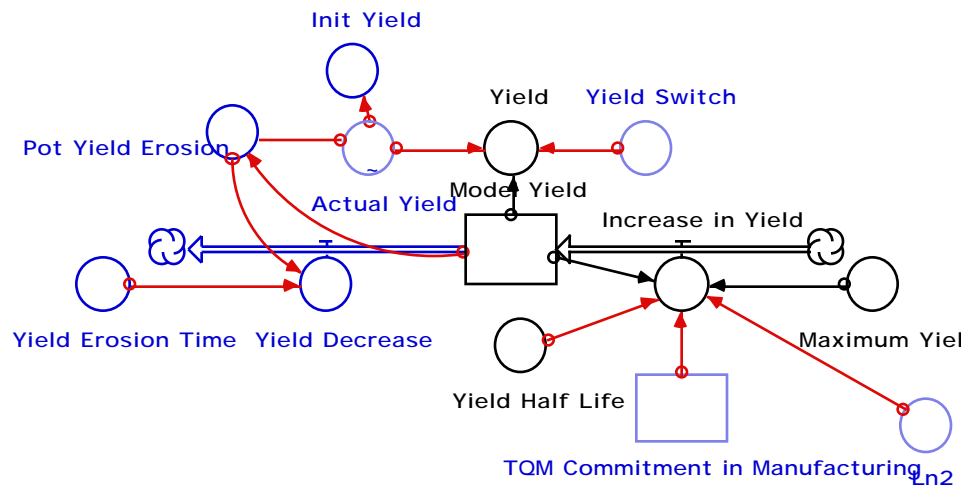 Init Yield
Yield
Yield Switch
Pot Yield Erosion
~
Model Yield
Actual Yield
Increase in Yield
Yield Erosion Time
Yield Decrease
Maximum Yiel
Yield Half Life
TQM Commitment in Manufacturing
Ln2